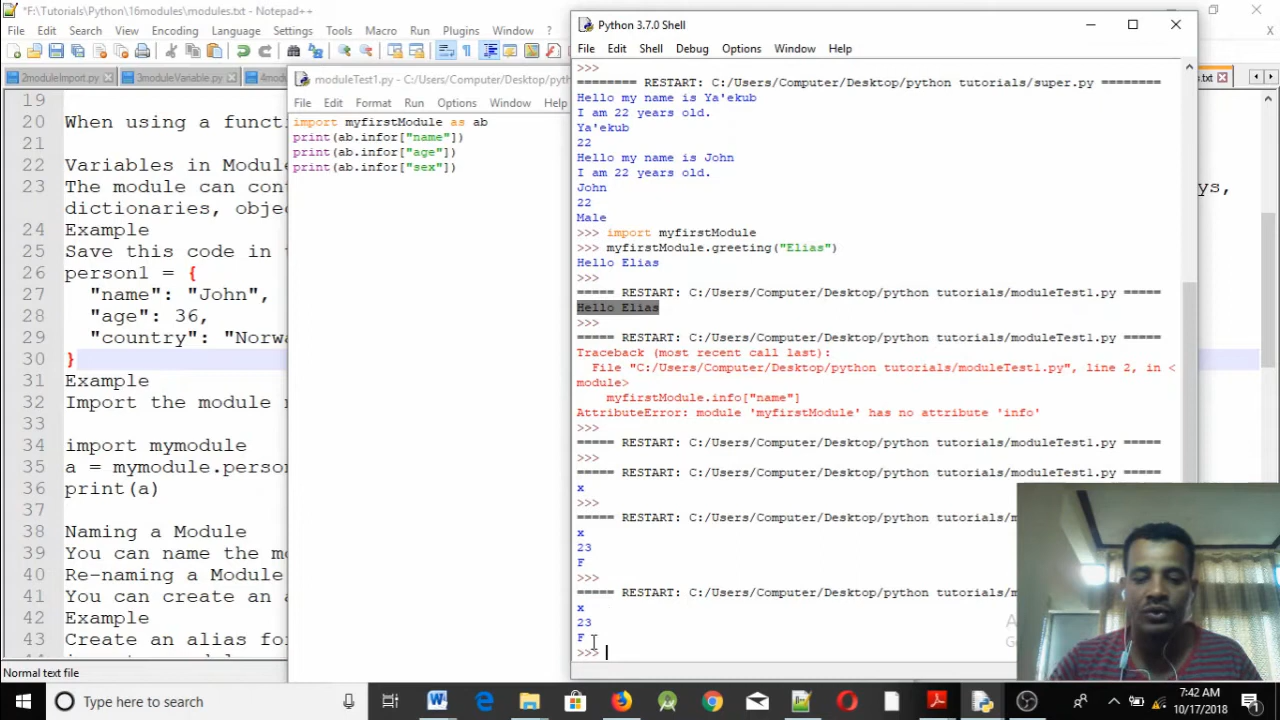 *F:\Tutorials\Python\16modules\modules.txt - Notepad++
File Edit Search View Encoding Language Settings Tools Macro Run Plugins Window ?
2moduleImport.py 3moduleVariable.py
19
20 When using a
21
22 Variables in Module
23 The module can
dictionaries,
24 Example
25 Save this code in
26 person1 = {
27 "name": "John",
28 "age": 36,
29 "country":
30 }
31 Example
32 Import the module
33
34 import mymodule
35 a =
36 print(a)
37
38 Naming a Module
39 You can name the
40 Re-naming a Module
41 You can create an
42 Example
43 Create an alias
Normal text file
moduleTest1.py - C:/Users/Computer/Desktop/pyth
File Edit Format Run Options Window Help
import myfirstModule as ab
print(ab.infor["name"])
print(ab.infor["age"])
print(ab.infor["sex"])
Python 3.7.0 Shell
File Edit Shell Debug Options Window Help
>>>
======== RESTART: C:/Users/Computer/Desktop/python tutorials/super.py ========
Hello my name is Ya'ekub
I am 22 years old.
Ya'ekub
22
Hello my name is John
I am 22 years old.
John
22
Male
>>> import myfirstModule
>>> myfirstModule.greeting("Elias")
Hello Elias
>>>
===== RESTART: C:/Users/Computer/Desktop/python tutorials/moduleTest1.py =====
Hello Elias
>>>
===== RESTART: C:/Users/Computer/Desktop/python tutorials/moduleTest1.py =====
Traceback (most recent call last):
File "C:/Users/Computer/Desktop/python tutorials/moduleTest1.py", line 2, in <
module>
myfirstModule.info["name"]
AttributeError: module 'myfirstModule' has no attribute 'info'
>>>
===== RESTART: C:/Users/Computer/Desktop/python tutorials/moduleTest1.py =====
>>>
===== RESTART: C:/Users/Computer/Desktop/python tutorials/moduleTest1.py =====
x
>>>
===== RESTART: C:/Users/Computer/Desktop/python tutorials/m
x
23
F
>>>
===== RESTART: C:/Users/Computer/Desktop/python tutorials/m
x
23
F
>>>
Type here to search
7:42 AM
10/17/2018